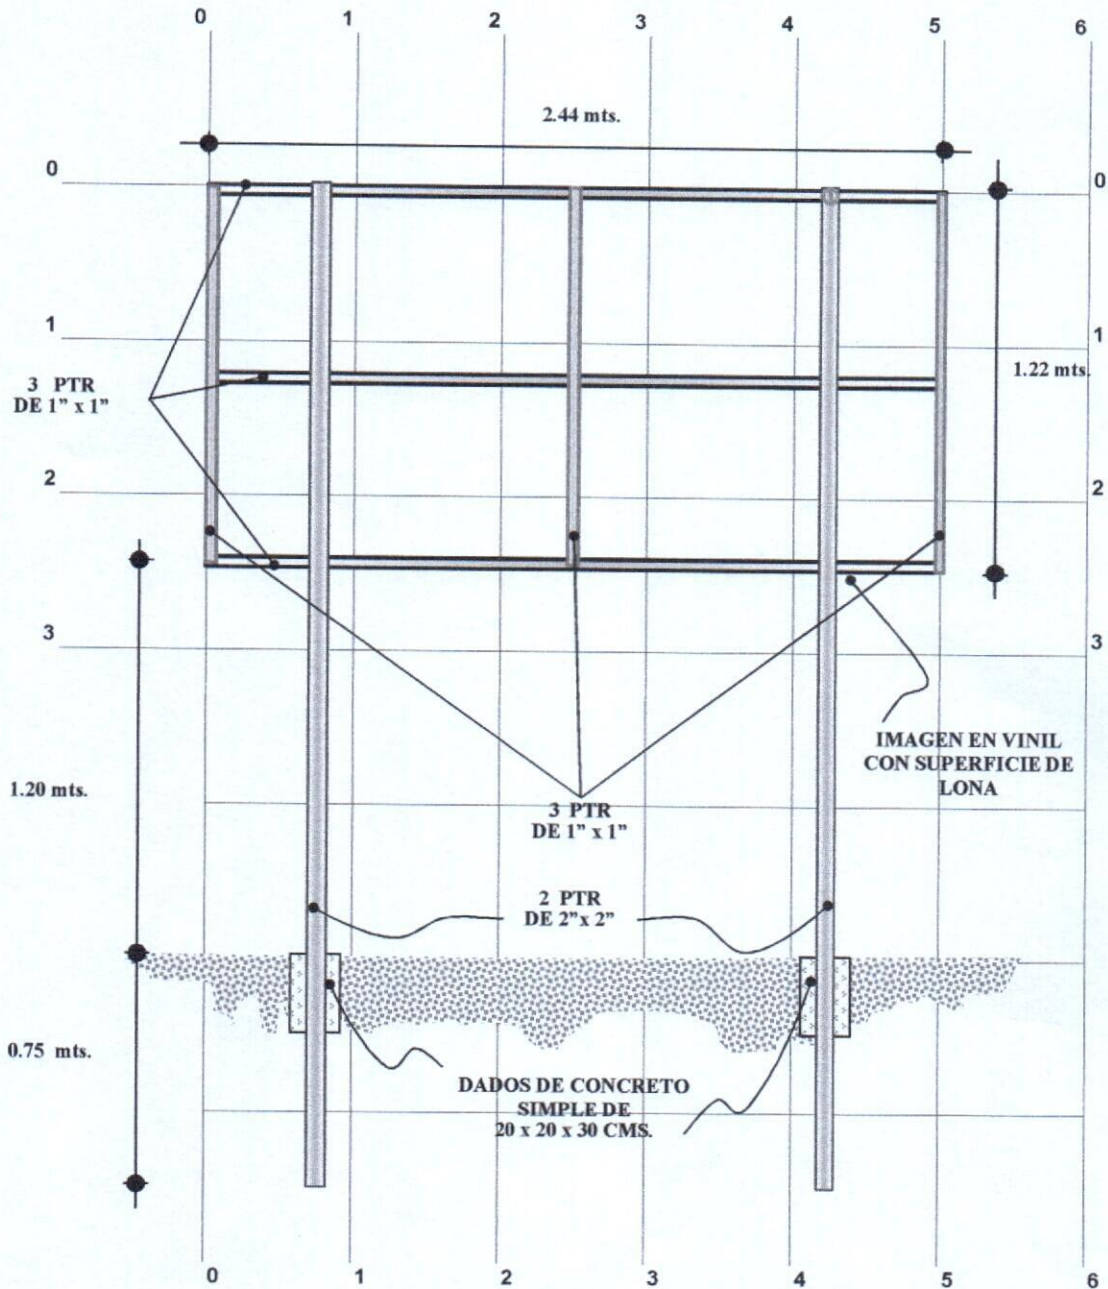 0 1 2 3 4 5 6
2.44 mts.
0 0
1 1
1.22 mts.
3 PTR
DE 1” x 1”
2 2
3 3
IMAGEN EN VINIL
CON SUPERFICIE DE
LONA
1.20 mts.
3 PTR
DE 1” x 1”
2 PTR
DE 2”x 2”
0.75 mts.
DADOS DE CONCRETO
SIMPLE DE
20 x 20 x 30 CMS.
0 1 2 3 4 5 6